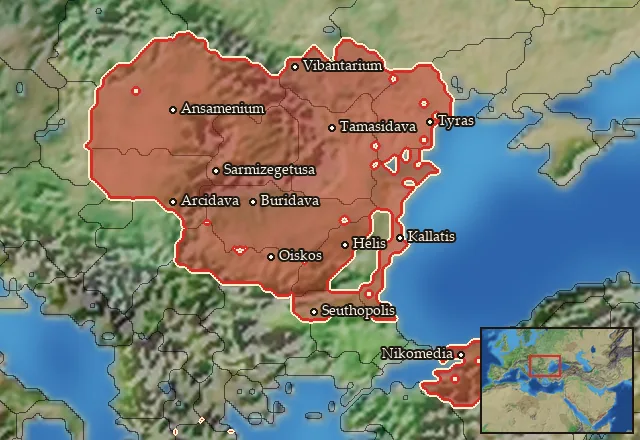 Vibantarium
Ansamenium
Tyras
Tamasidava
Sarmizegetusa
Arcidava
Buridava
Kallatis
Helis
Oiskos
Seuthopolis
Nikomedia